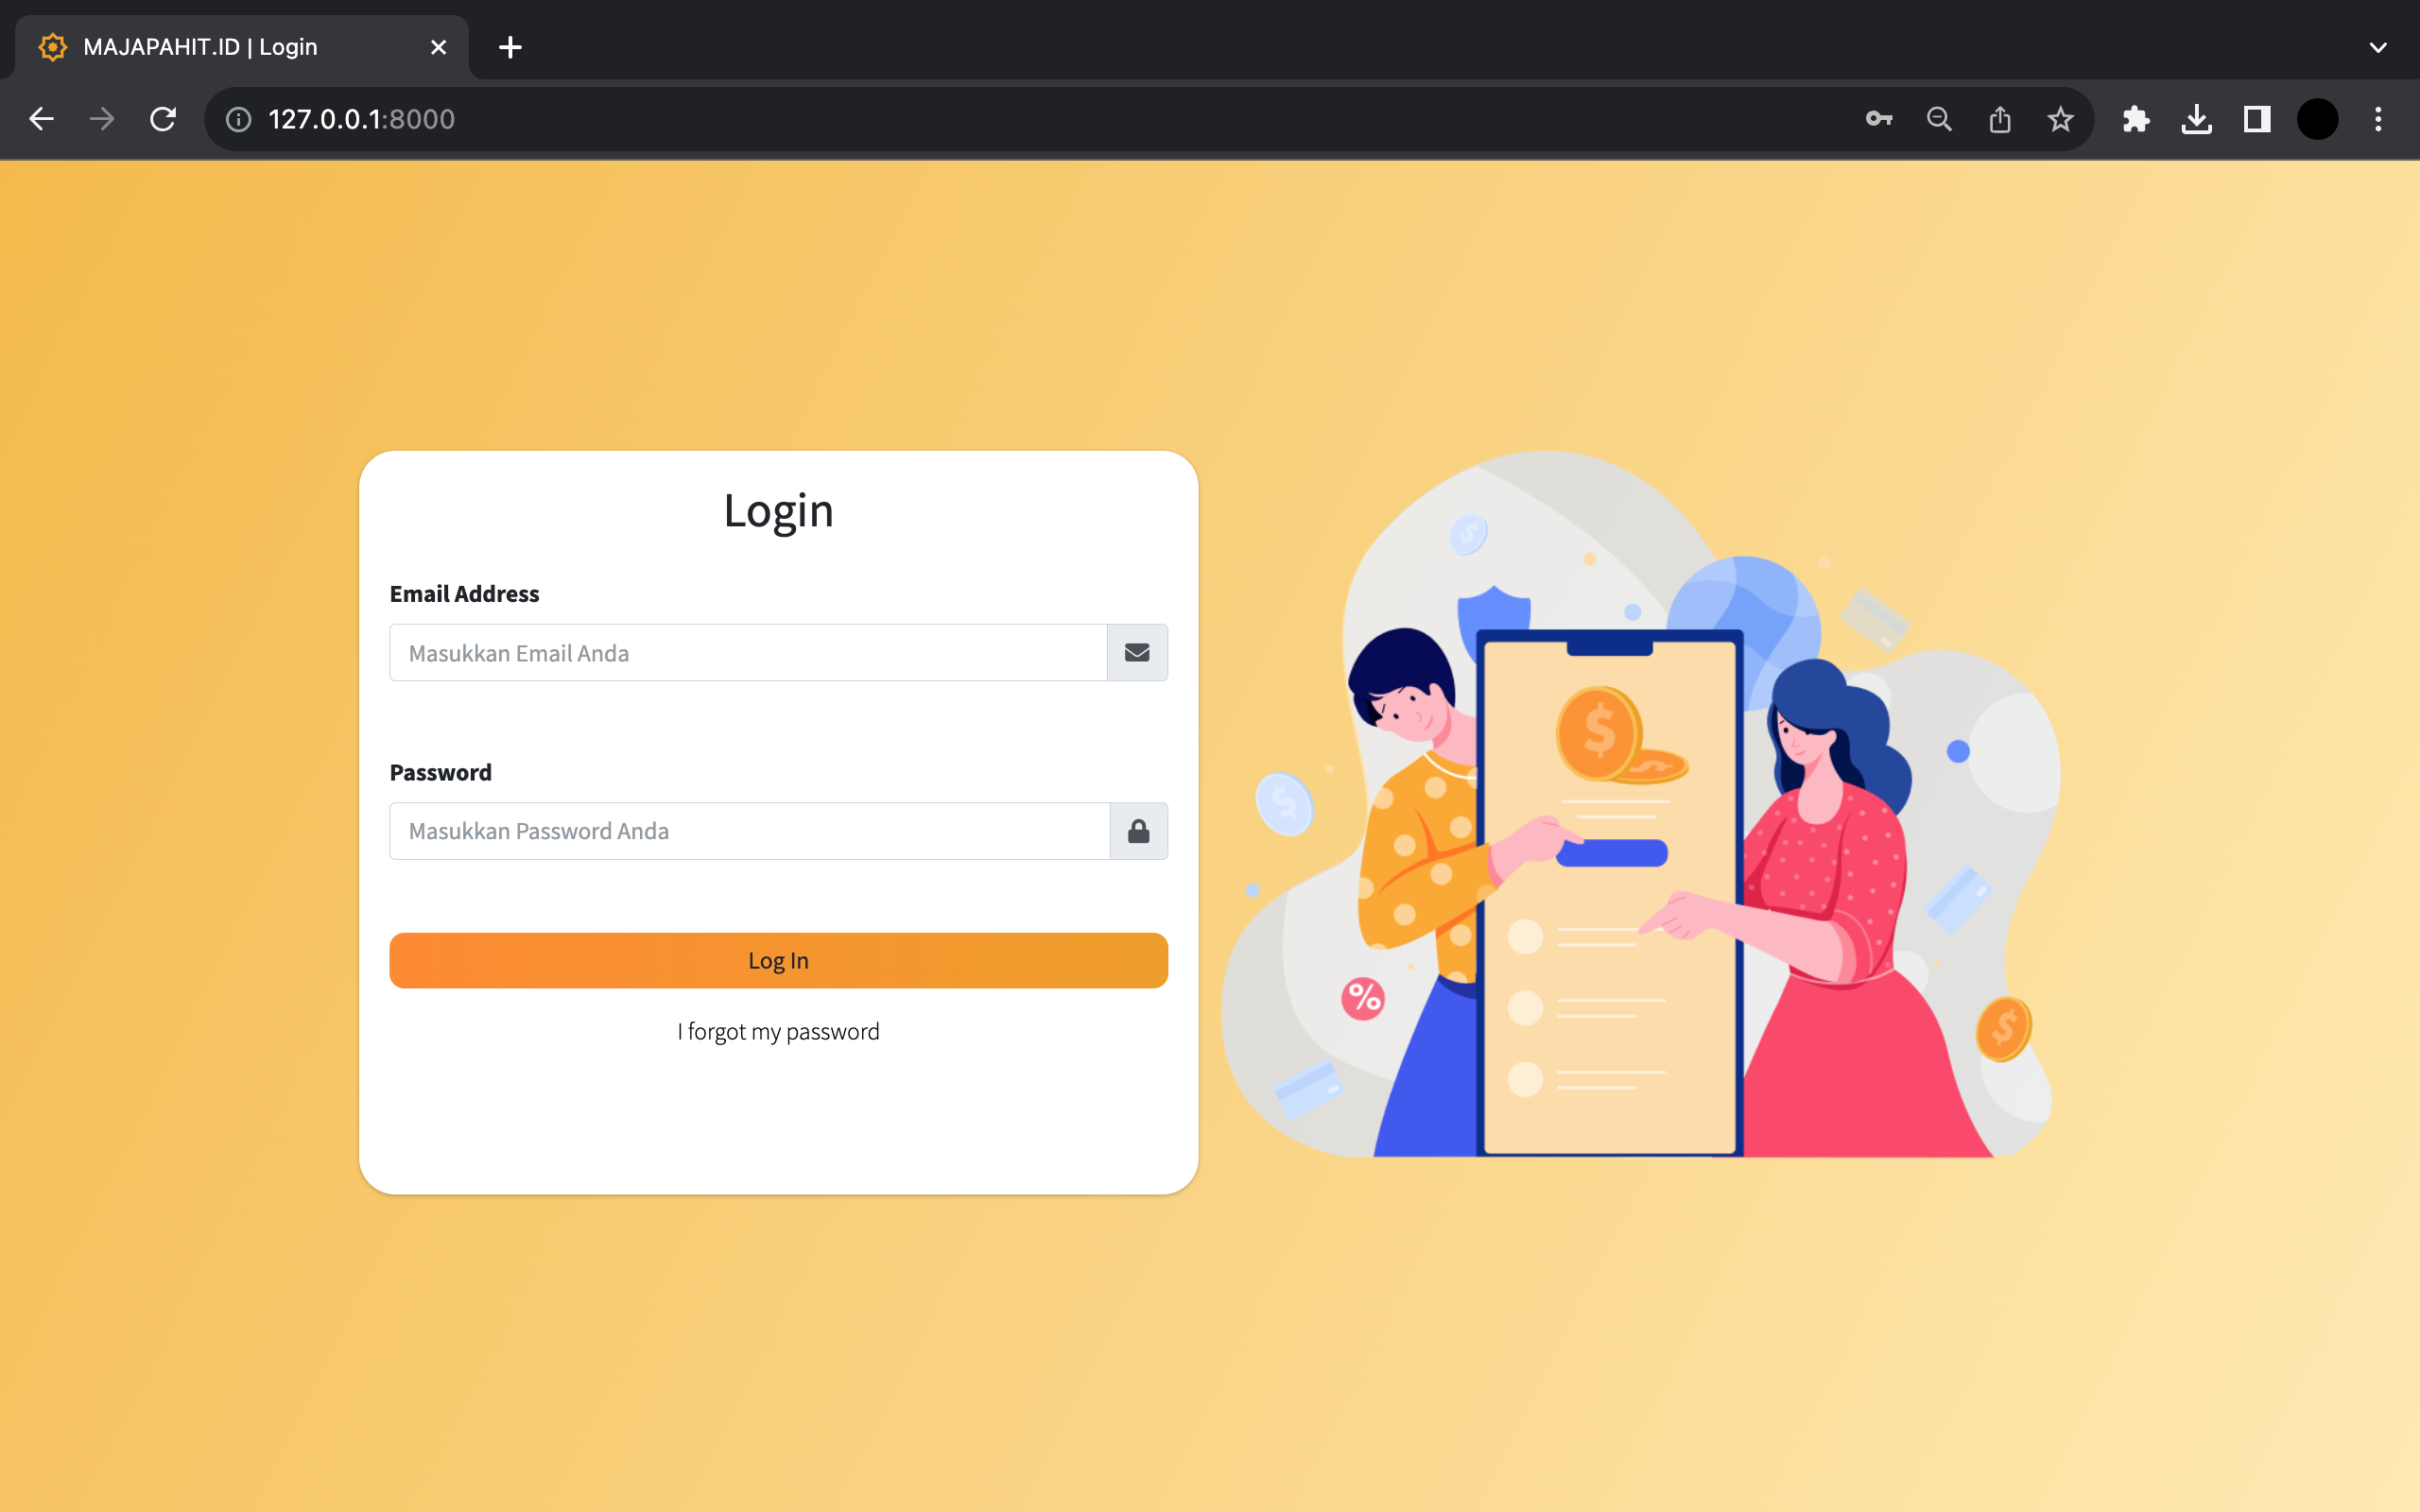 MAJAPAHIT.ID | Login
127.0.0.1:8000
Login
Email Address
Masukkan Email Anda
Password
Masukkan Password Anda
Log In
I forgot my password
$
$
$
%
$